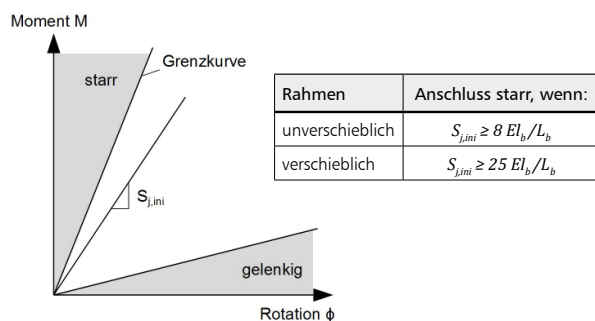 Moment M
Grenzkurve
starr
S_j,ini
gelenkig
Rotation ϕ
Rahmen Anschluss starr, wenn:
unverschieblich S_j,ini ≥ 8 EI_b/L_b
verschieblich S_j,ini ≥ 25 EI_b/L_b